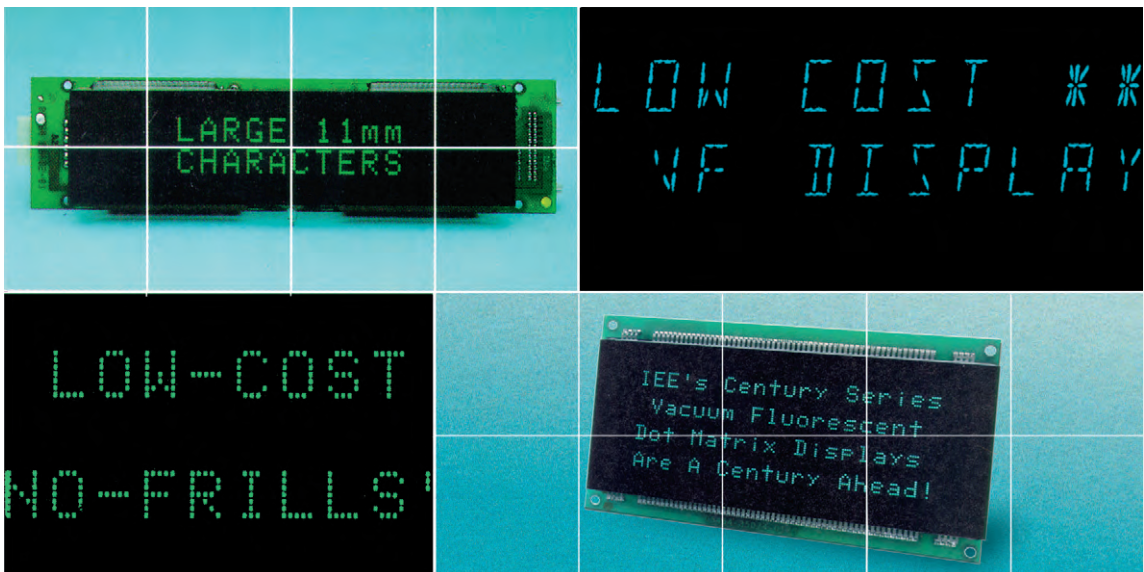 LARGE 11mm
CHARACTERS
LOW COST **
VF DISPLAY
LOW-COST
NO-FRILLS'
IEE's Century Series
Vacuum Fluorescent
Dot Matrix Displays
Are A Century Ahead!